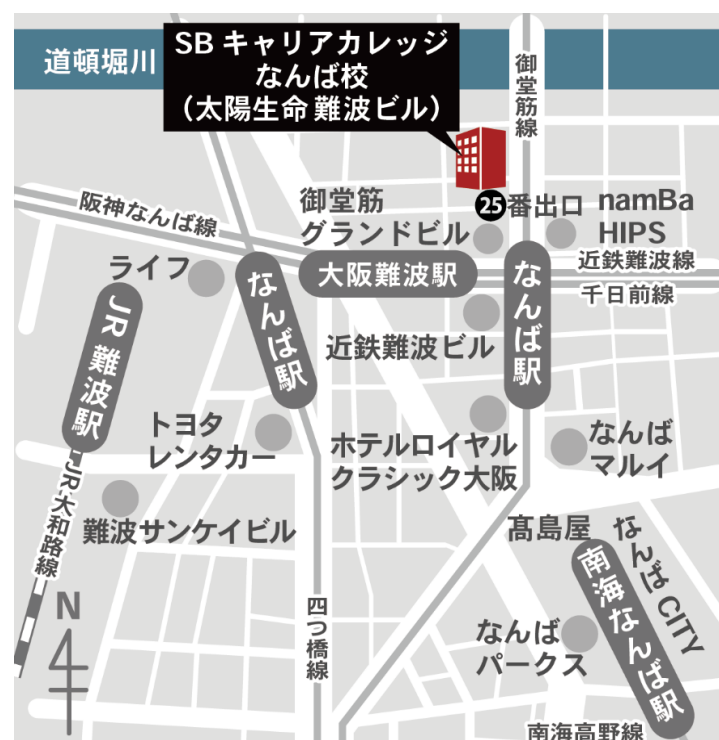 道頓堀川
SBキャリアカレッジ
なんば校
（太陽生命難波ビル）
御堂筋線
阪神なんば線
御堂筋
グランドビル
25番出口
namBa
HIPS
ライフ
なんば駅
大阪難波駅
なんば駅
近鉄難波線
千日前線
JR難波駅
近鉄難波ビル
トヨタ
レンタカー
ホテルロイヤル
クラシック大阪
なんば
マルイ
JR大和路線
難波サンケイビル
髙島屋
なんばCITY
南海なんば駅
N
四つ橋線
なんば
パークス
南海高野線